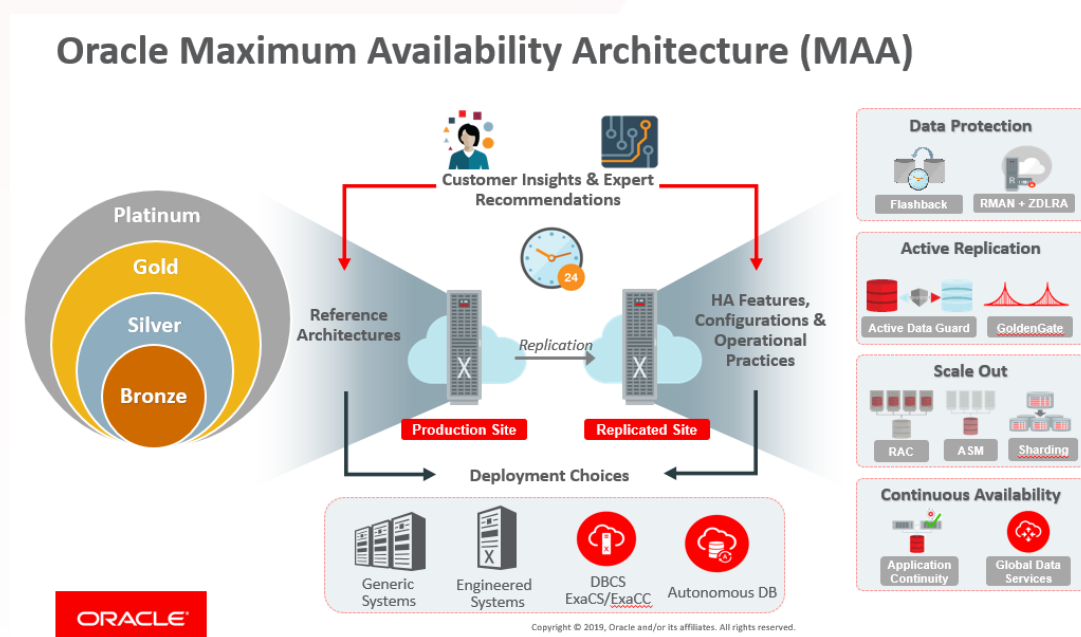 Oracle Maximum Availability Architecture (MAA)
Customer Insights & Expert
Recommendations
Platinum
Gold
Silver
Bronze
Reference
Architectures
24
X
Replication
X
HA Features,
Configurations &
Operational
Practices
Production Site
Replicated Site
Deployment Choices
X
Generic
Systems
Engineered
Systems
DBCS
ExaCS/ExaCC
Autonomous DB
Data Protection
Flashback
RMAN + ZDLRA
Active Replication
Active Data Guard
GoldenGate
Scale Out
RAC
ASM
Sharding
Continuous Availability
Application
Continuity
Global Data
Services
ORACLE®
Copyright © 2019, Oracle and/or its affiliates. All rights reserved.